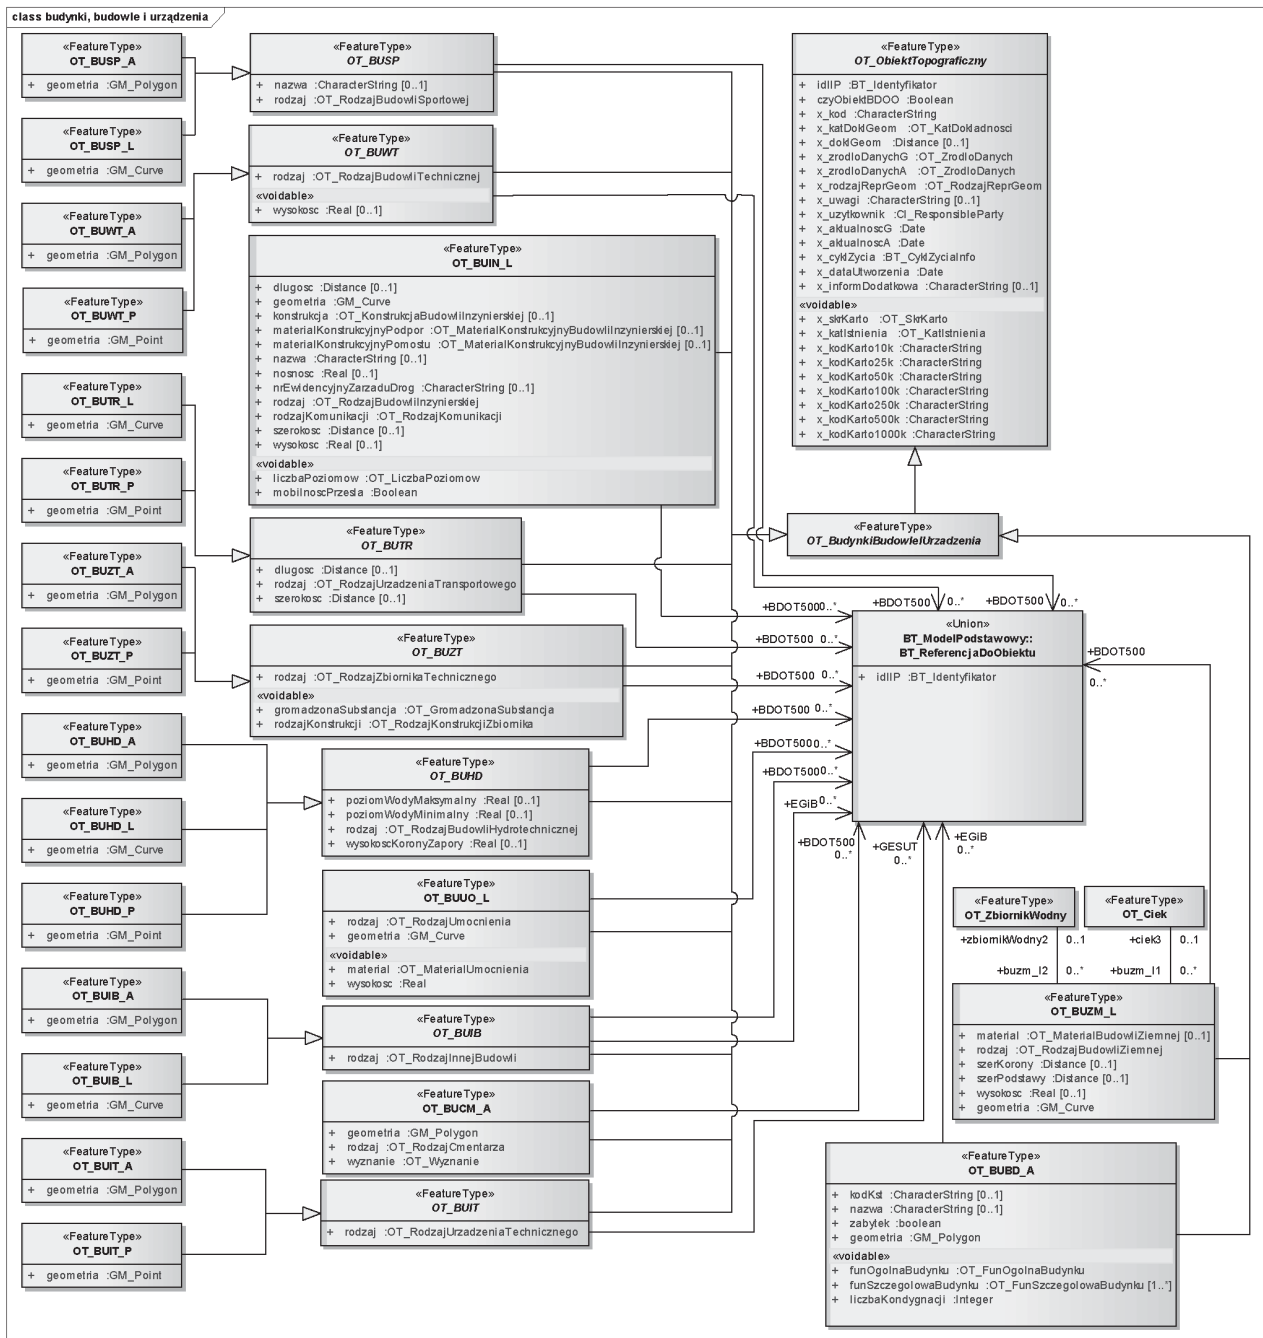 class budynki, budowle i urządzenia
«FeatureType»
OT_BUSP_A
+ geometria :GM_Polygon
«FeatureType»
OT_BUSP_L
+ geometria :GM_Curve
«FeatureType»
OT_BUWT_A
+ geometria :GM_Polygon
«FeatureType»
OT_BUWT_P
+ geometria :GM_Point
«FeatureType»
OT_BUTR_L
+ geometria :GM_Curve
«FeatureType»
OT_BUTR_P
+ geometria :GM_Point
«FeatureType»
OT_BUZT_A
+ geometria :GM_Polygon
«FeatureType»
OT_BUZT_P
+ geometria :GM_Point
«FeatureType»
OT_BUHD_A
+ geometria :GM_Polygon
«FeatureType»
OT_BUHD_L
+ geometria :GM_Curve
«FeatureType»
OT_BUHD_P
+ geometria :GM_Point
«FeatureType»
OT_BUIB_A
+ geometria :GM_Polygon
«FeatureType»
OT_BUIB_L
+ geometria :GM_Curve
«FeatureType»
OT_BUIT_A
+ geometria :GM_Polygon
«FeatureType»
OT_BUIT_P
+ geometria :GM_Point
«FeatureType»
OT_BUSP
+ nazwa :CharacterString [0..1]
+ rodzaj :OT_RodzajBudowliSportowej
«FeatureType»
OT_BUWT
+ rodzaj :OT_RodzajBudowliTechnicznej
«voidable»
+ wysokosc :Real [0..1]
«FeatureType»
OT_BUIN_L
+ dlugosc :Distance [0..1]
+ geometria :GM_Curve
+ konstrukcja :OT_KonstrukcjaBudowliInzynierskiej [0..1]
+ materialKonstrukcyjnyPodpor :OT_MaterialKonstrukcyjnyBudowliInzynierskiej [0..1]
+ materialKonstrukcyjnyPomostu :OT_MaterialKonstrukcyjnyBudowliInzynierskiej [0..1]
+ nazwa :CharacterString [0..1]
+ nosnosc :Real [0..1]
+ nrEwidencyjnyZarzaduDrog :CharacterString [0..1]
+ rodzaj :OT_RodzajBudowliInzynierskiej
+ rodzajKomunikacji :OT_RodzajKomunikacji
+ szerokosc :Distance [0..1]
+ wysokosc :Real [0..1]
«voidable»
+ liczbaPoziomow :OT_LiczbaPoziomow
+ mobilnoscPrzesla :Boolean
«FeatureType»
OT_BUTR
+ dlugosc :Distance [0..1]
+ rodzaj :OT_RodzajUrzadzeniaTransportowego
+ szerokosc :Distance [0..1]
«FeatureType»
OT_BUZT
+ rodzaj :OT_RodzajZbiornikaTechnicznego
«voidable»
+ gromadzonaSubstancja :OT_GromadzonaSubstancja
+ rodzajKonstrukcji :OT_RodzajKonstrukcjiZbiornika
«FeatureType»
OT_BUHD
+ poziomWodyMaksymalny :Real [0..1]
+ poziomWodyMinimalny :Real [0..1]
+ rodzaj :OT_RodzajBudowliHydrotechnicznej
+ wysokoscKoronyZapory :Real [0..1]
«FeatureType»
OT_BUUO_L
+ rodzaj :OT_RodzajUmocnienia
+ geometria :GM_Curve
«voidable»
+ material :OT_MaterialUmocnienia
+ wysokosc :Real
«FeatureType»
OT_BUIB
+ rodzaj :OT_RodzajInnejBudowli
«FeatureType»
OT_BUCM_A
+ geometria :GM_Polygon
+ rodzaj :OT_RodzajCmentarza
+ wyznanie :OT_Wyznanie
«FeatureType»
OT_BUIT
+ rodzaj :OT_RodzajUrzadzeniaTechnicznego
«FeatureType»
OT_ObiektTopograficzny
+ idIIP :BT_Identyfikator
+ czyObiektBDOO :Boolean
+ x_kod :CharacterString
+ x_katDoklGeom :OT_KatDokladnosci
+ x_doklGeom :Distance [0..1]
+ x_zrodloDanychG :OT_ZrodloDanych
+ x_zrodloDanychA :OT_ZrodloDanych
+ x_rodzajReprGeom :OT_RodzajReprGeom
+ x_uwagi :CharacterString [0..1]
+ x_uzytkownik :CI_ResponsibleParty
+ x_aktualnoscG :Date
+ x_aktualnoscA :Date
+ x_cyklZycia :BT_CyklZyciaInfo
+ x_dataUtworzenia :Date
+ x_informDodatkowa :CharacterString [0..1]
«voidable»
+ x_skrKarto :OT_SkrKarto
+ x_katIstnienia :OT_KatIstnienia
+ x_kodKarto10k :CharacterString
+ x_kodKarto25k :CharacterString
+ x_kodKarto50k :CharacterString
+ x_kodKarto100k :CharacterString
+ x_kodKarto250k :CharacterString
+ x_kodKarto500k :CharacterString
+ x_kodKarto1000k :CharacterString
«FeatureType»
OT_BudynkiBudowleIUrzadzenia
+BDOT500 0..*
+BDOT500 0..*
+BDOT500 0..*
+BDOT500 0..*
+BDOT500 0..*
+BDOT500 0..*
+BDOT500 0..*
+BDOT500 0..*
+EGiB 0..*
+BDOT500
0..*
+GESUT
0..*
+EGiB
0..*
+BDOT500
0..*
«Union»
BT_ModelPodstawowy::
BT_ReferencjaDoObiektu
+ idIIP :BT_Identyfikator
«FeatureType»
OT_ZbiornikWodny
«FeatureType»
OT_Ciek
+zbiornikWodny2 0..1
+ciek3 0..1
+buzm_l2 0..*
+buzm_l1 0..*
«FeatureType»
OT_BUZM_L
+ material :OT_MaterialBudowliZiemnej [0..1]
+ rodzaj :OT_RodzajBudowliZiemnej
+ szerKorony :Distance [0..1]
+ szerPodstawy :Distance [0..1]
+ wysokosc :Real [0..1]
+ geometria :GM_Curve
«FeatureType»
OT_BUBD_A
+ kodKst :CharacterString [0..1]
+ nazwa :CharacterString [0..1]
+ zabytek :boolean
+ geometria :GM_Polygon
«voidable»
+ funOgolnaBudynku :OT_FunOgolnaBudynku
+ funSzczegolowaBudynku :OT_FunSzczegolowaBudynku [1..*]
+ liczbaKondygnacji :Integer